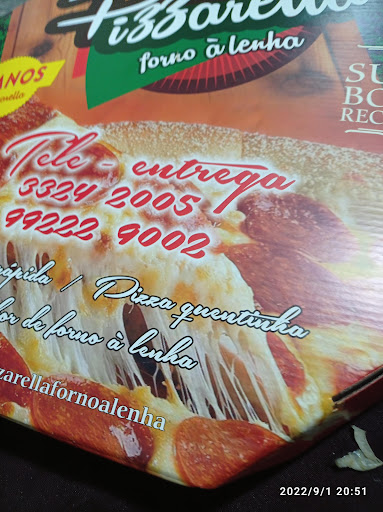 Pizzarella
forno à lenha
ANOS
SU
BO
REC
Tele - entrega
3324 2005
99222 9002
rápida / Pizza quentinha
or de forno à lenha
zarellafornoalenha
2022/9/1 20:51